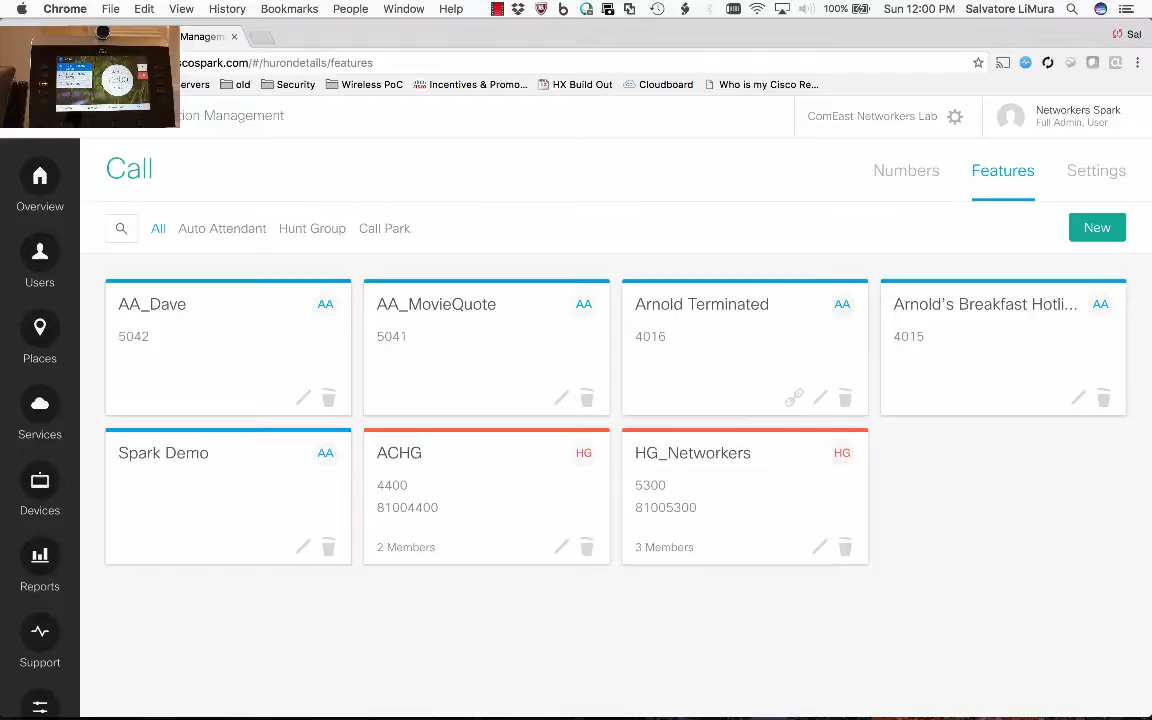 Chrome File Edit View History Bookmarks People Window Help 100% Sun 12:00 PM Salvatore LiMura
Managem × Sal
scospark.com/#/hurondetails/features
ervers old Security Wireless PoC Incentives & Promo... HX Build Out Cloudboard Who is my Cisco Re...
tion Management ComEast Networkers Lab Networkers Spark
Full Admin, User
Call Numbers Features Settings
All Auto Attendant Hunt Group Call Park New
Overview
Users
Places
Services
Devices
Reports
Support
AA_Dave AA
5042
AA_MovieQuote AA
5041
Arnold Terminated AA
4016
Arnold's Breakfast Hotli... AA
4015
Spark Demo AA
ACHG HG
4400
81004400
2 Members
HG_Networkers HG
5300
81005300
3 Members